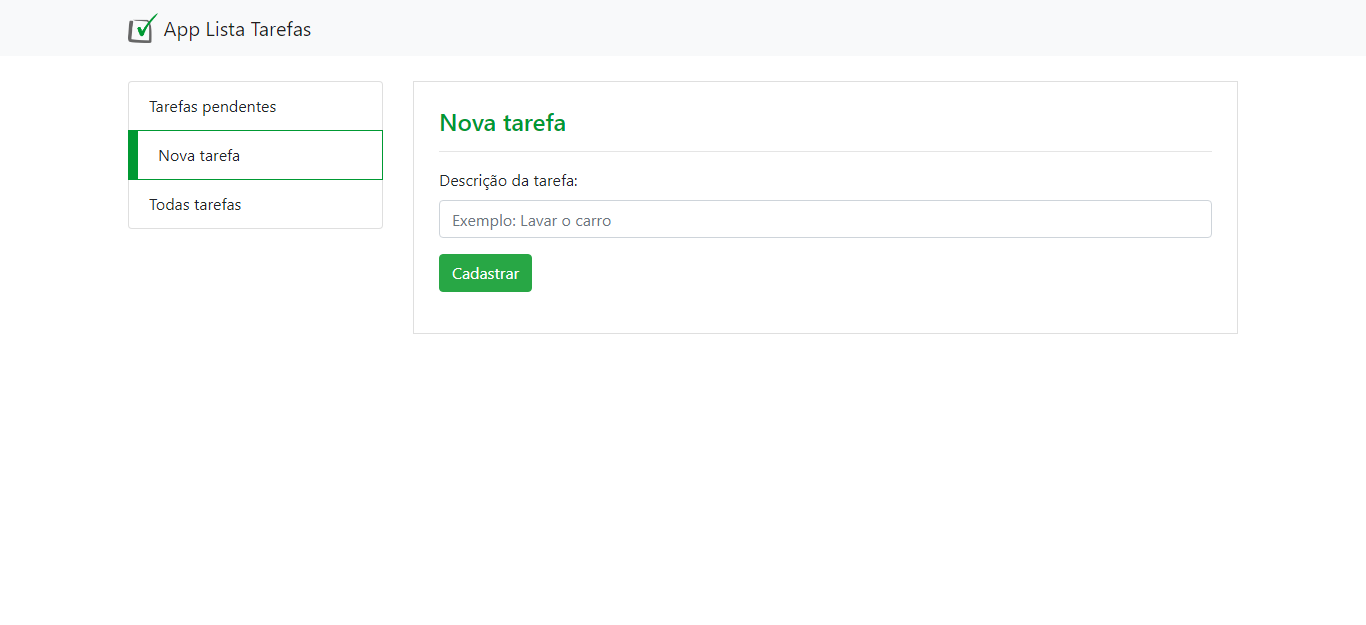 App Lista Tarefas
Tarefas pendentes
Nova tarefa
Todas tarefas
Nova tarefa
Descrição da tarefa:
Exemplo: Lavar o carro
Cadastrar